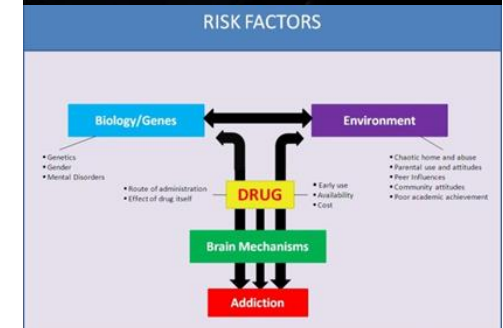 RISK FACTORS
Biology/Genes
Environment
▪ Genetics
▪ Gender
▪ Mental Disorders
▪ Chaotic home and abuse
▪ Parental use and attitudes
▪ Peer Influences
▪ Community attitudes
▪ Poor academic achievement
▪ Route of administration
▪ Effect of drug itself
DRUG
▪ Early use
▪ Availability
▪ Cost
Brain Mechanisms
Addiction